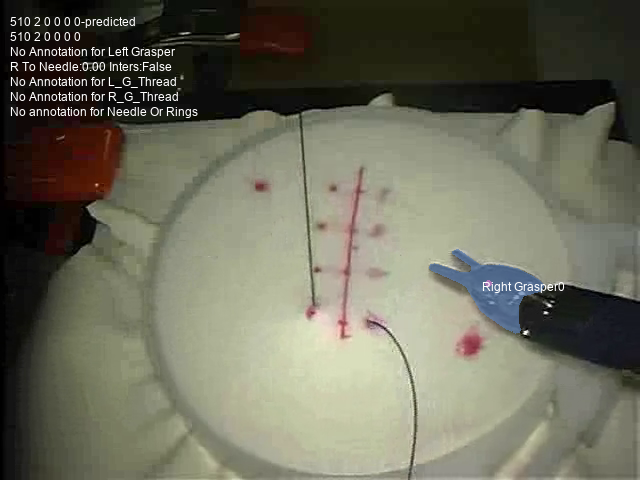 510 2 0 0 0 0-predicted
510 2 0 0 0 0
No Annotation for Left Grasper
R To Needle:0.00 Inters:False
No Annotation for L_G_Thread
No Annotation for R_G_Thread
No annotation for Needle Or Rings
Right Grasper0